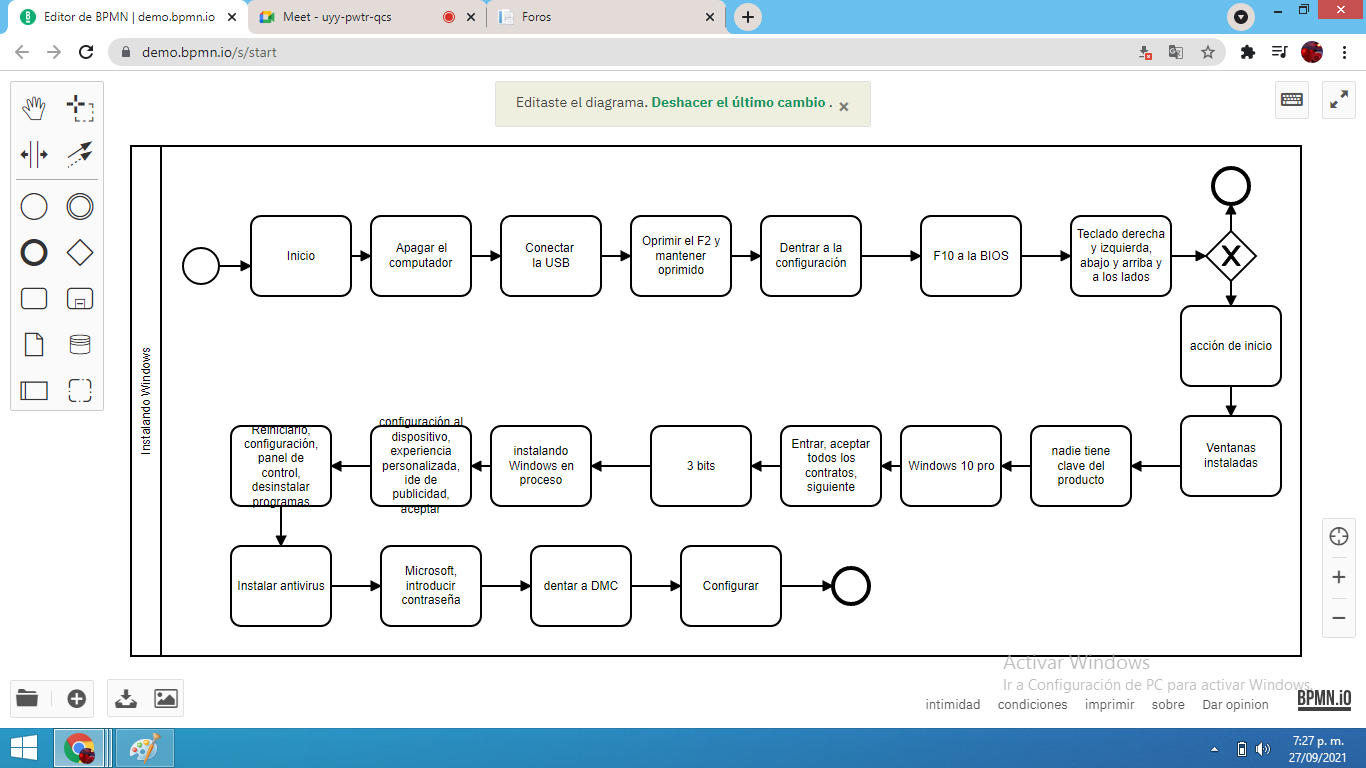 Editor de BPMN | demo.bpmn.io
Meet - uyy-pwtr-qcs
Foros
demo.bpmn.io/s/start
Editaste el diagrama. Deshacer el último cambio .
Instalando Windows
Inicio
Apagar el
computador
Conectar
la USB
Oprimir el F2 y
mantener
oprimido
Dentrar a la
configuración
F10 a la BIOS
Teclado derecha
y izquierda,
abajo y arriba y
a los lados
X
acción de inicio
Ventanas
instaladas
nadie tiene
clave del
producto
Windows 10 pro
Entrar, aceptar
todos los
contratos,
siguiente
3 bits
instalando
Windows en
proceso
configuración al
dispositivo,
experiencia
personalizada,
ide de
publicidad,
aceptar
Reiniciarlo,
configuración,
panel de
control,
desinstalar
programas
Instalar antivirus
Microsoft,
introducir
contraseña
dentar a DMC
Configurar
Activar Windows
Ir a Configuración de PC para activar Windows.
intimidad condiciones imprimir sobre Dar opinion
BPMN.iO
7:27 p. m.
27/09/2021